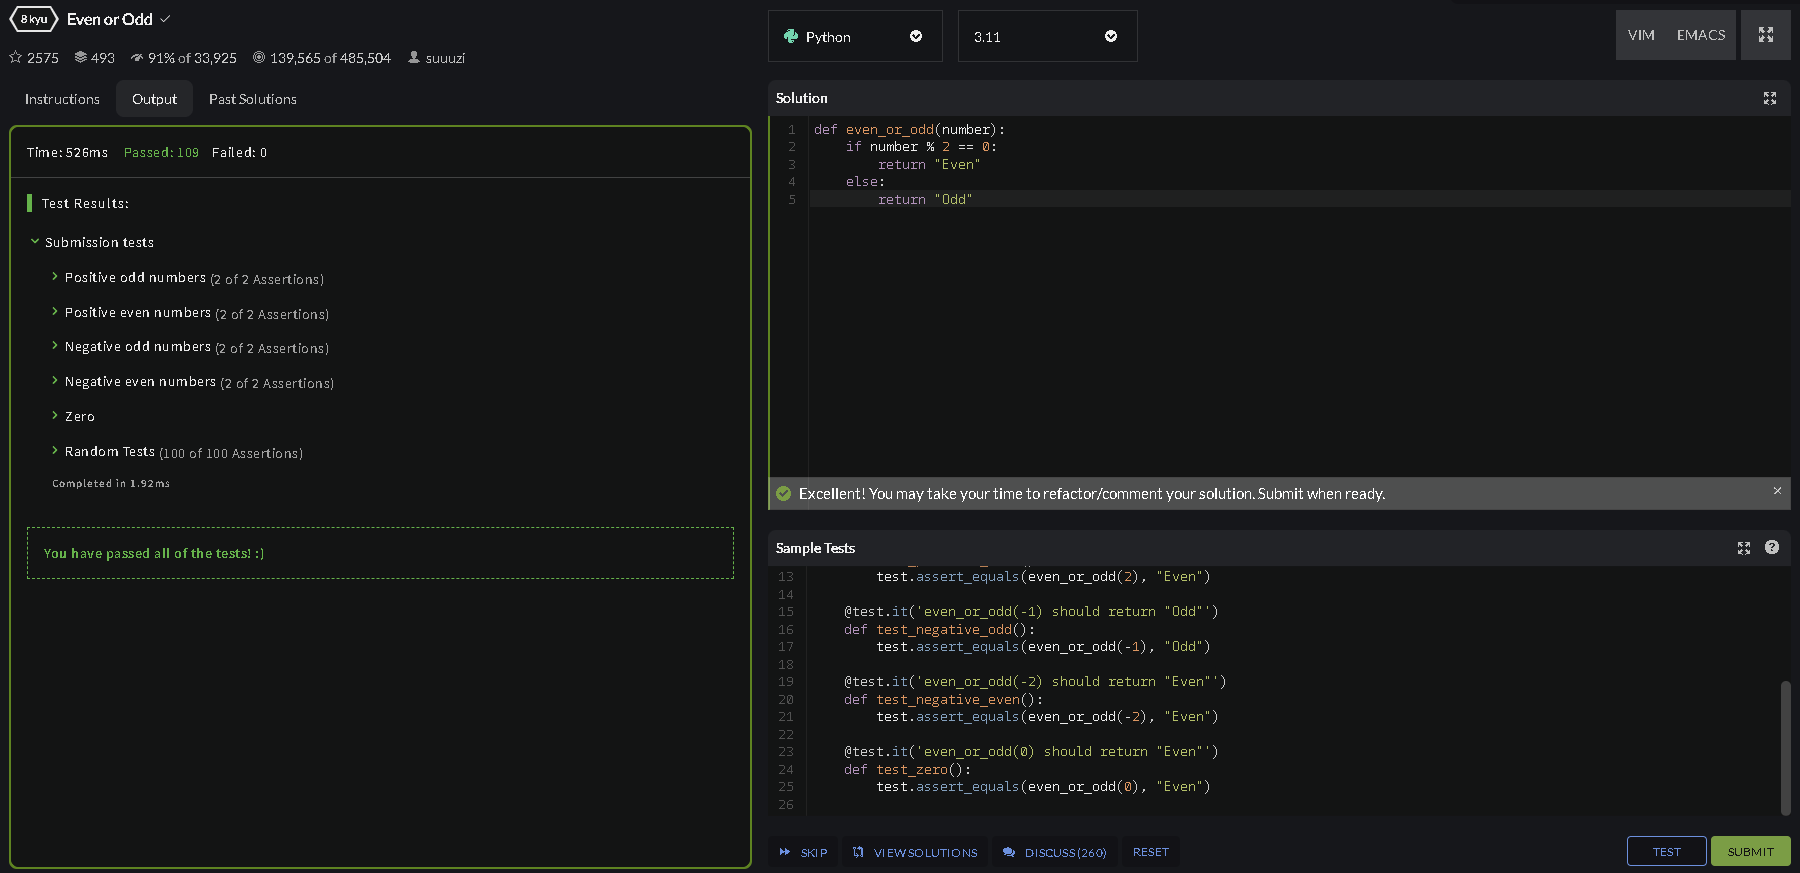 8 kyu Even or Odd
2575 493 91% of 33,925 139,565 of 485,504 suuuzi
Instructions Output Past Solutions
Time: 526ms Passed: 109 Failed: 0
Test Results:
Submission tests
Positive odd numbers (2 of 2 Assertions)
Positive even numbers (2 of 2 Assertions)
Negative odd numbers (2 of 2 Assertions)
Negative even numbers (2 of 2 Assertions)
Zero
Random Tests (100 of 100 Assertions)
Completed in 1.92ms
You have passed all of the tests! :)
Python 3.11 VIM EMACS
Solution
1 def even_or_odd(number):
2     if number % 2 == 0:
3         return "Even"
4     else:
5         return "Odd"
Excellent! You may take your time to refactor/comment your solution. Submit when ready.
Sample Tests
13         test.assert_equals(even_or_odd(2), "Even")
14
15     @test.it('even_or_odd(-1) should return "Odd"')
16     def test_negative_odd():
17         test.assert_equals(even_or_odd(-1), "Odd")
18
19     @test.it('even_or_odd(-2) should return "Even"')
20     def test_negative_even():
21         test.assert_equals(even_or_odd(-2), "Even")
22
23     @test.it('even_or_odd(0) should return "Even"')
24     def test_zero():
25         test.assert_equals(even_or_odd(0), "Even")
26
SKIP VIEW SOLUTIONS DISCUSS (260) RESET TEST SUBMIT